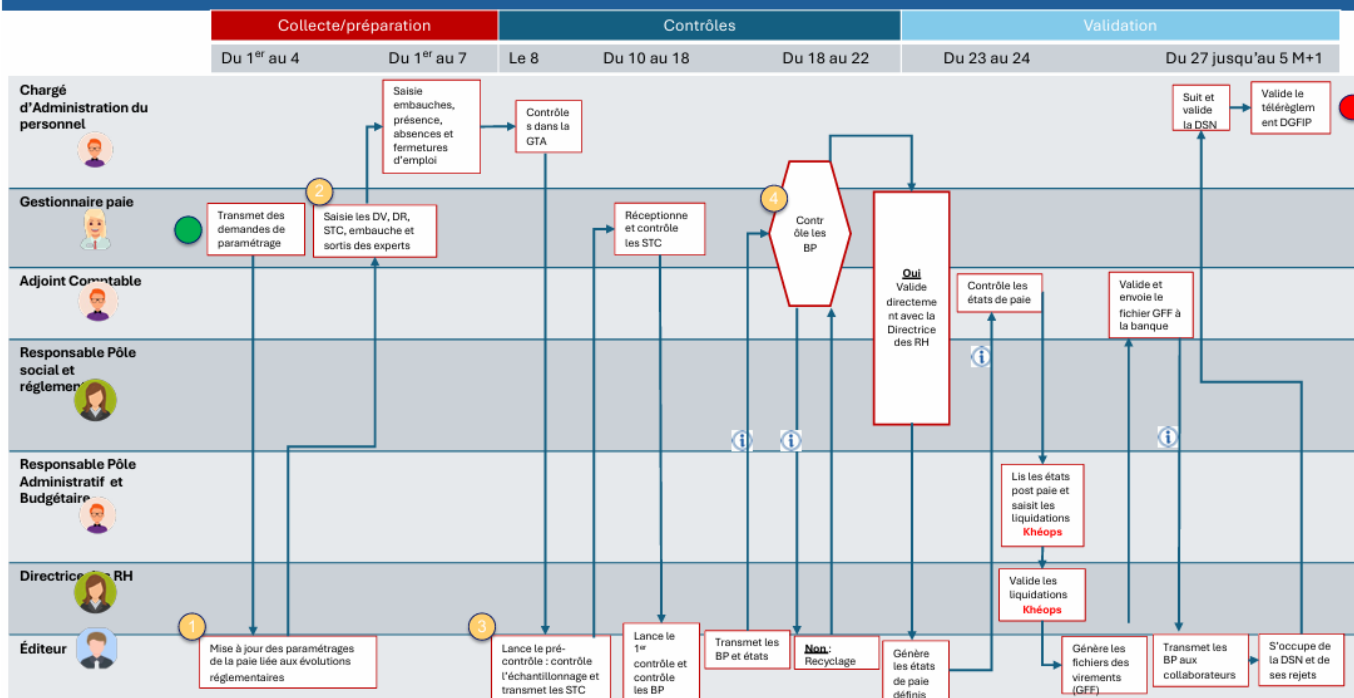 Collecte/préparation
Contrôles
Validation
Du 1er au 4
Du 1er au 7
Le 8
Du 10 au 18
Du 18 au 22
Du 23 au 24
Du 27 jusqu'au 5 M+1
Chargé
d'Administration du
personnel
Saisie
embauches,
présence,
absences et
fermetures
d'emploi
Contrôle
s dans la
GTA
Suit et
valide
la DSN
Valide le
télérèglem
ent DGFIP
Gestionnaire paie
Transmet des
demandes de
paramétrage
2
Saisie les DV, DR,
STC, embauche et
sortis des experts
Réceptionne
et contrôle
les STC
4
Contr
ôle les
BP
Oui
Valide
directeme
nt avec la
Directrice
des RH
Adjoint Comptable
Contrôle les
états de paie
Valide et
envoie le
fichier GFF à
la banque
Responsable Pôle
social et
Responsable Pôle
Administratif et
Budgétaire
Lis les états
post paie et
saisit les
liquidations
Khéops
Directrice des RH
Valide les
liquidations
Khéops
Éditeur
1
Mise à jour des paramétrages
de la paie liée aux évolutions
réglementaires
3
Lance le pré-
contrôle : contrôle
l'échantillonnage et
transmet les STC
Lance le
1er
contrôle et
contrôle
les BP
Transmet les
BP et états
Non :
Recyclage
Génère
les états
de paie
définis
Génère les
fichiers des
virements
(GFF)
Transmet les
BP aux
collaborateurs
S'occupe de
la DSN et de
ses rejets